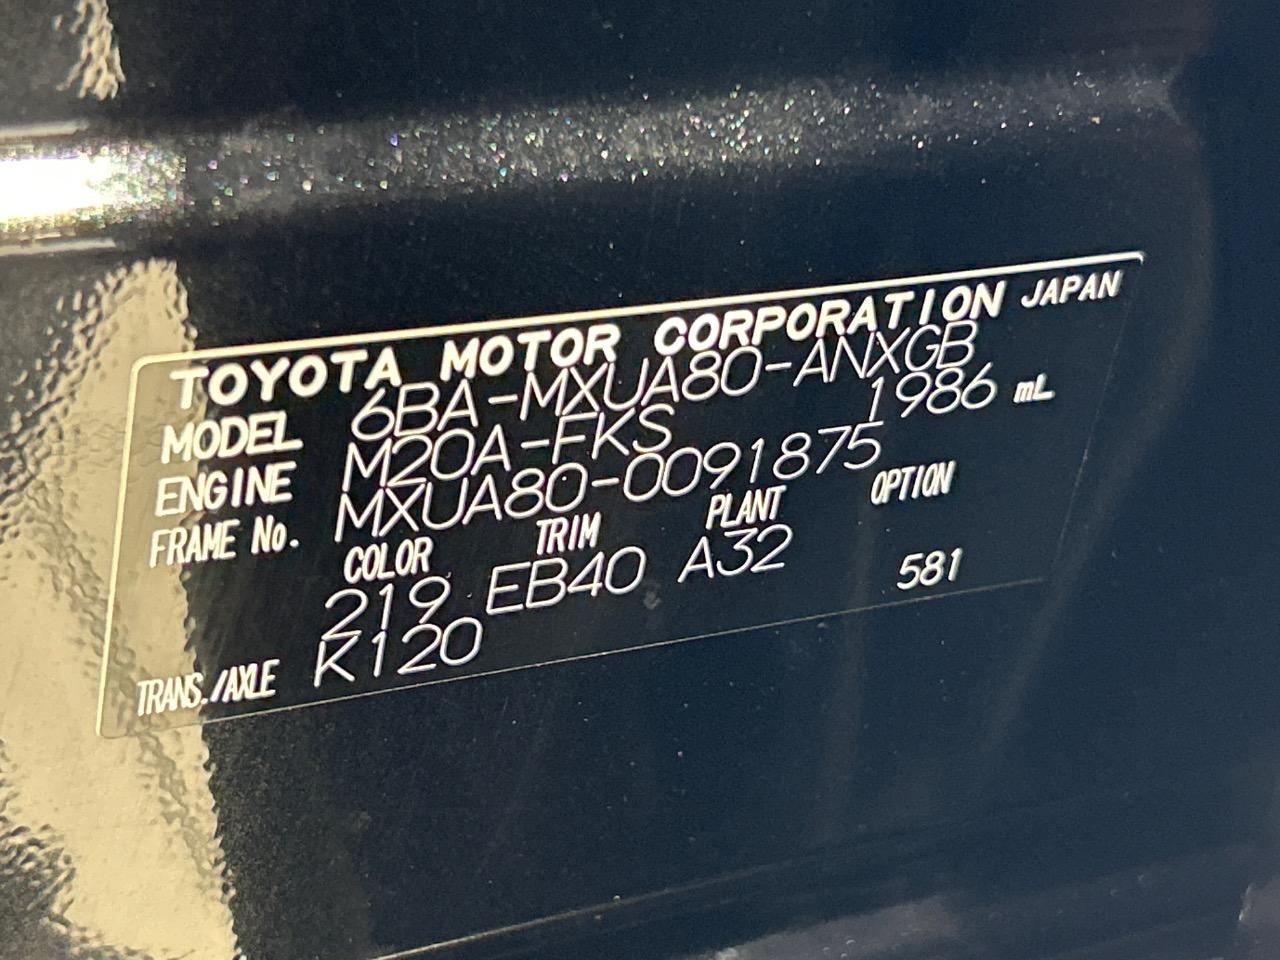 TOYOTA MOTOR CORPORATION JAPAN
MODEL 6BA-MXUA80-ANXGB
ENGINE M20A-FKS 1986 mL
FRAME No. MXUA80-0091875
COLOR TRIM PLANT OPTION
219 EB40 A32 581
TRANS./AXLE K120